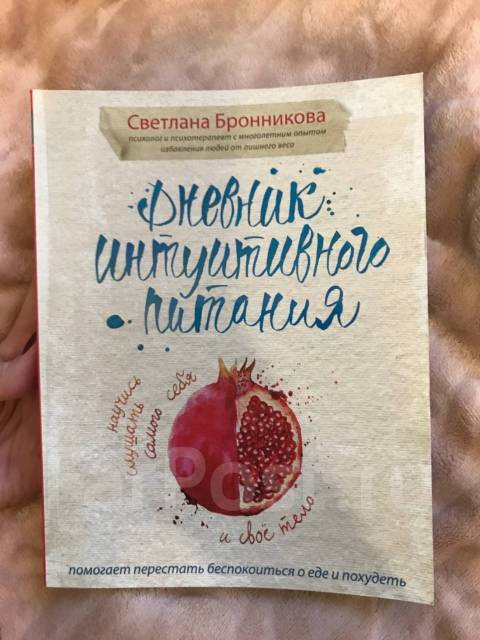 Светлана Бронникова
психолог и психотерапевт с многолетним опытом
избавления людей от лишнего веса
Дневник
интуитивного
питания
научись
слушать
самого себя
и своё тело
помогает перестать беспокоиться о еде и похудеть